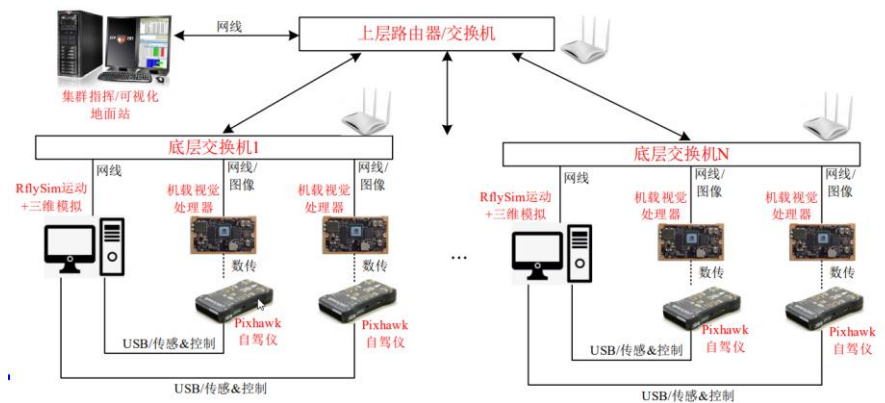 网线
上层路由器/交换机
集群指挥/可视化
地面站
底层交换机1
网线
网线/
图像
网线/
图像
RflySim运动
+三维模拟
机载视觉
处理器
机载视觉
处理器
数传
数传
Pixhawk
自驾仪
Pixhawk
自驾仪
USB/传感&控制
USB/传感&控制
...
底层交换机N
网线
网线/
图像
网线/
图像
RflySim运动
+三维模拟
机载视觉
处理器
机载视觉
处理器
数传
数传
Pixhawk
自驾仪
Pixhawk
自驾仪
USB/传感&控制
USB/传感&控制